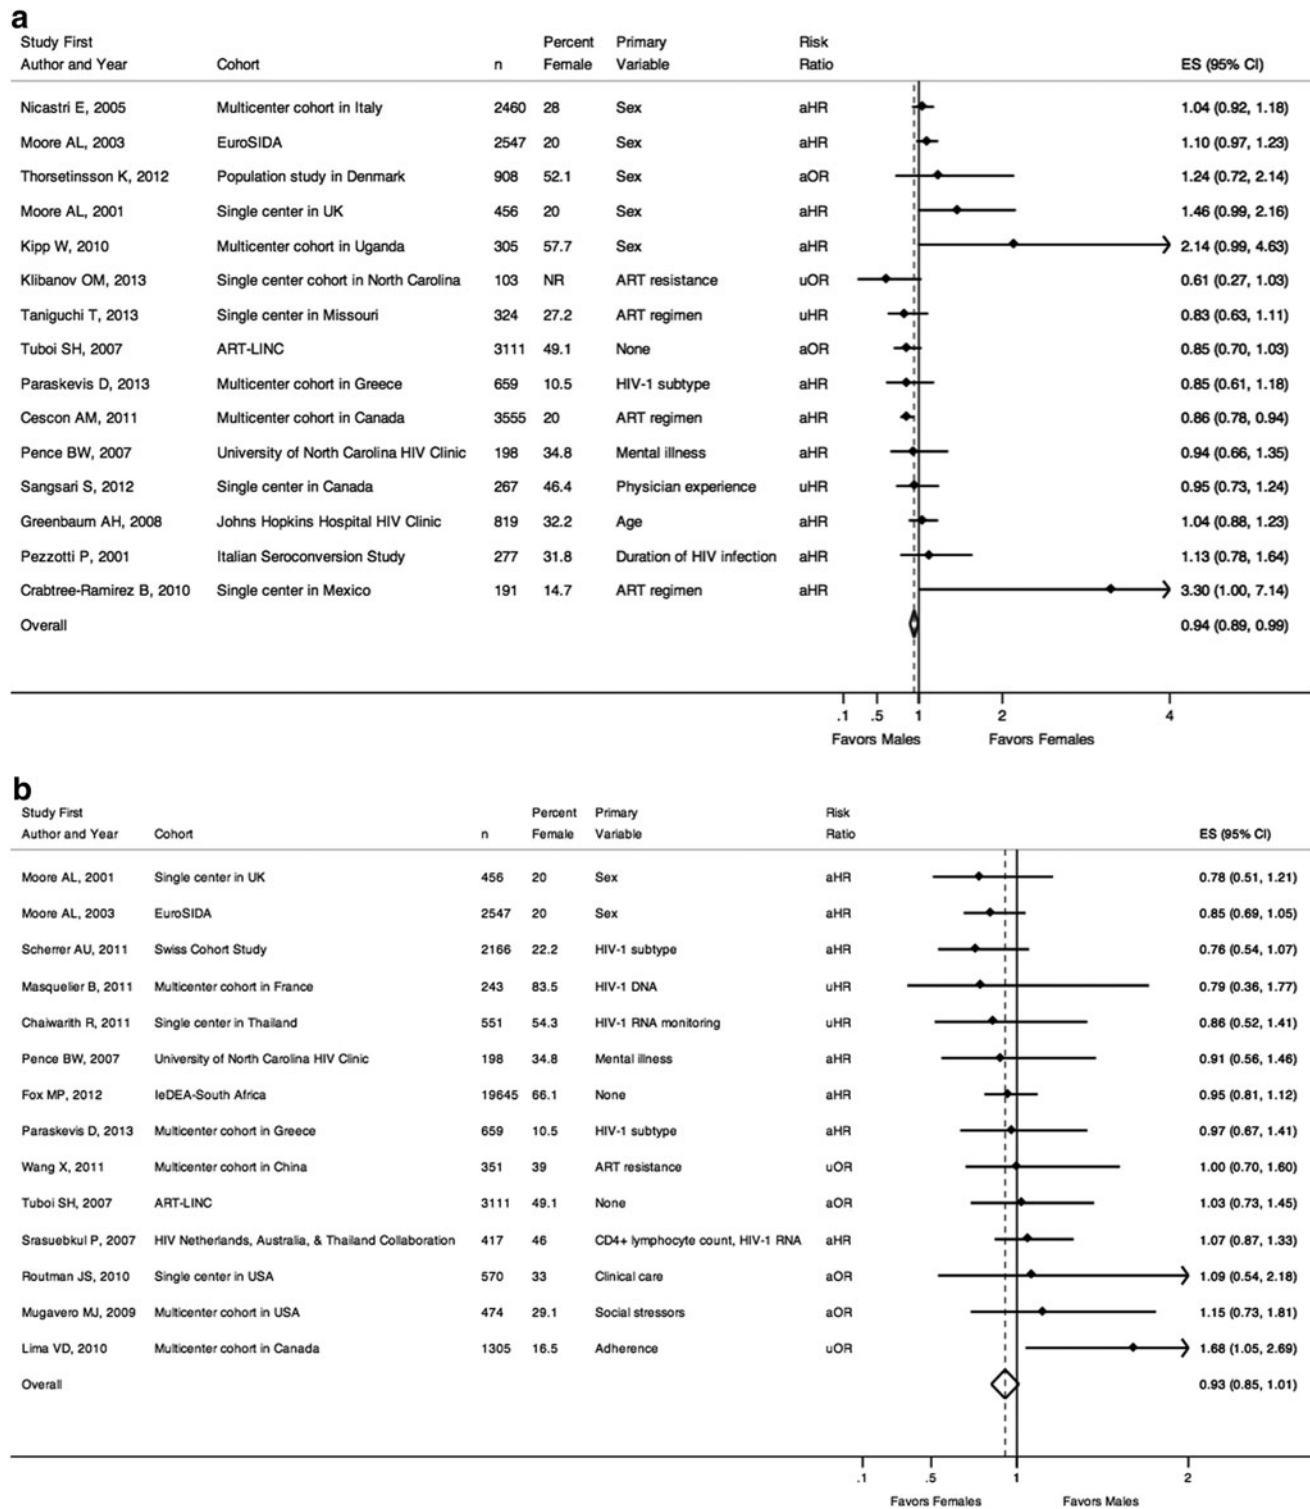 a
Study First Percent Primary Risk
Author and Year Cohort n Female Variable Ratio ES (95% CI)
Nicastri E, 2005 Multicenter cohort in Italy 2460 28 Sex aHR 1.04 (0.92, 1.18)
Moore AL, 2003 EuroSIDA 2547 20 Sex aHR 1.10 (0.97, 1.23)
Thorsetinsson K, 2012 Population study in Denmark 908 52.1 Sex aOR 1.24 (0.72, 2.14)
Moore AL, 2001 Single center in UK 456 20 Sex aHR 1.46 (0.99, 2.16)
Kipp W, 2010 Multicenter cohort in Uganda 305 57.7 Sex aHR 2.14 (0.99, 4.63)
Klibanov OM, 2013 Single center cohort in North Carolina 103 NR ART resistance uOR 0.61 (0.27, 1.03)
Taniguchi T, 2013 Single center in Missouri 324 27.2 ART regimen uHR 0.83 (0.63, 1.11)
Tuboi SH, 2007 ART-LINC 3111 49.1 None aOR 0.85 (0.70, 1.03)
Paraskevis D, 2013 Multicenter cohort in Greece 659 10.5 HIV-1 subtype aHR 0.85 (0.61, 1.18)
Cescon AM, 2011 Multicenter cohort in Canada 3555 20 ART regimen aHR 0.86 (0.78, 0.94)
Pence BW, 2007 University of North Carolina HIV Clinic 198 34.8 Mental illness aHR 0.94 (0.66, 1.35)
Sangsari S, 2012 Single center in Canada 267 46.4 Physician experience uHR 0.95 (0.73, 1.24)
Greenbaum AH, 2008 Johns Hopkins Hospital HIV Clinic 819 32.2 Age aHR 1.04 (0.88, 1.23)
Pezzotti P, 2001 Italian Seroconversion Study 277 31.8 Duration of HIV infection aHR 1.13 (0.78, 1.64)
Crabtree-Ramirez B, 2010 Single center in Mexico 191 14.7 ART regimen aHR 3.30 (1.00, 7.14)
Overall 0.94 (0.89, 0.99)
.1 .5 1 2 4
Favors Males Favors Females
b
Study First Percent Primary Risk
Author and Year Cohort n Female Variable Ratio ES (95% CI)
Moore AL, 2001 Single center in UK 456 20 Sex aHR 0.78 (0.51, 1.21)
Moore AL, 2003 EuroSIDA 2547 20 Sex aHR 0.85 (0.69, 1.05)
Scherrer AU, 2011 Swiss Cohort Study 2166 22.2 HIV-1 subtype aHR 0.76 (0.54, 1.07)
Masquelier B, 2011 Multicenter cohort in France 243 83.5 HIV-1 DNA uHR 0.79 (0.36, 1.77)
Chaiwarith R, 2011 Single center in Thailand 551 54.3 HIV-1 RNA monitoring uHR 0.86 (0.52, 1.41)
Pence BW, 2007 University of North Carolina HIV Clinic 198 34.8 Mental illness aHR 0.91 (0.56, 1.46)
Fox MP, 2012 IeDEA-South Africa 19645 66.1 None aHR 0.95 (0.81, 1.12)
Paraskevis D, 2013 Multicenter cohort in Greece 659 10.5 HIV-1 subtype aHR 0.97 (0.67, 1.41)
Wang X, 2011 Multicenter cohort in China 351 39 ART resistance uOR 1.00 (0.70, 1.60)
Tuboi SH, 2007 ART-LINC 3111 49.1 None aOR 1.03 (0.73, 1.45)
Srasuebkul P, 2007 HIV Netherlands, Australia, & Thailand Collaboration 417 46 CD4+ lymphocyte count, HIV-1 RNA aHR 1.07 (0.87, 1.33)
Routman JS, 2010 Single center in USA 570 33 Clinical care aOR 1.09 (0.54, 2.18)
Mugavero MJ, 2009 Multicenter cohort in USA 474 29.1 Social stressors aOR 1.15 (0.73, 1.81)
Lima VD, 2010 Multicenter cohort in Canada 1305 16.5 Adherence uOR 1.68 (1.05, 2.69)
Overall 0.93 (0.85, 1.01)
.1 .5 1 2
Favors Females Favors Males